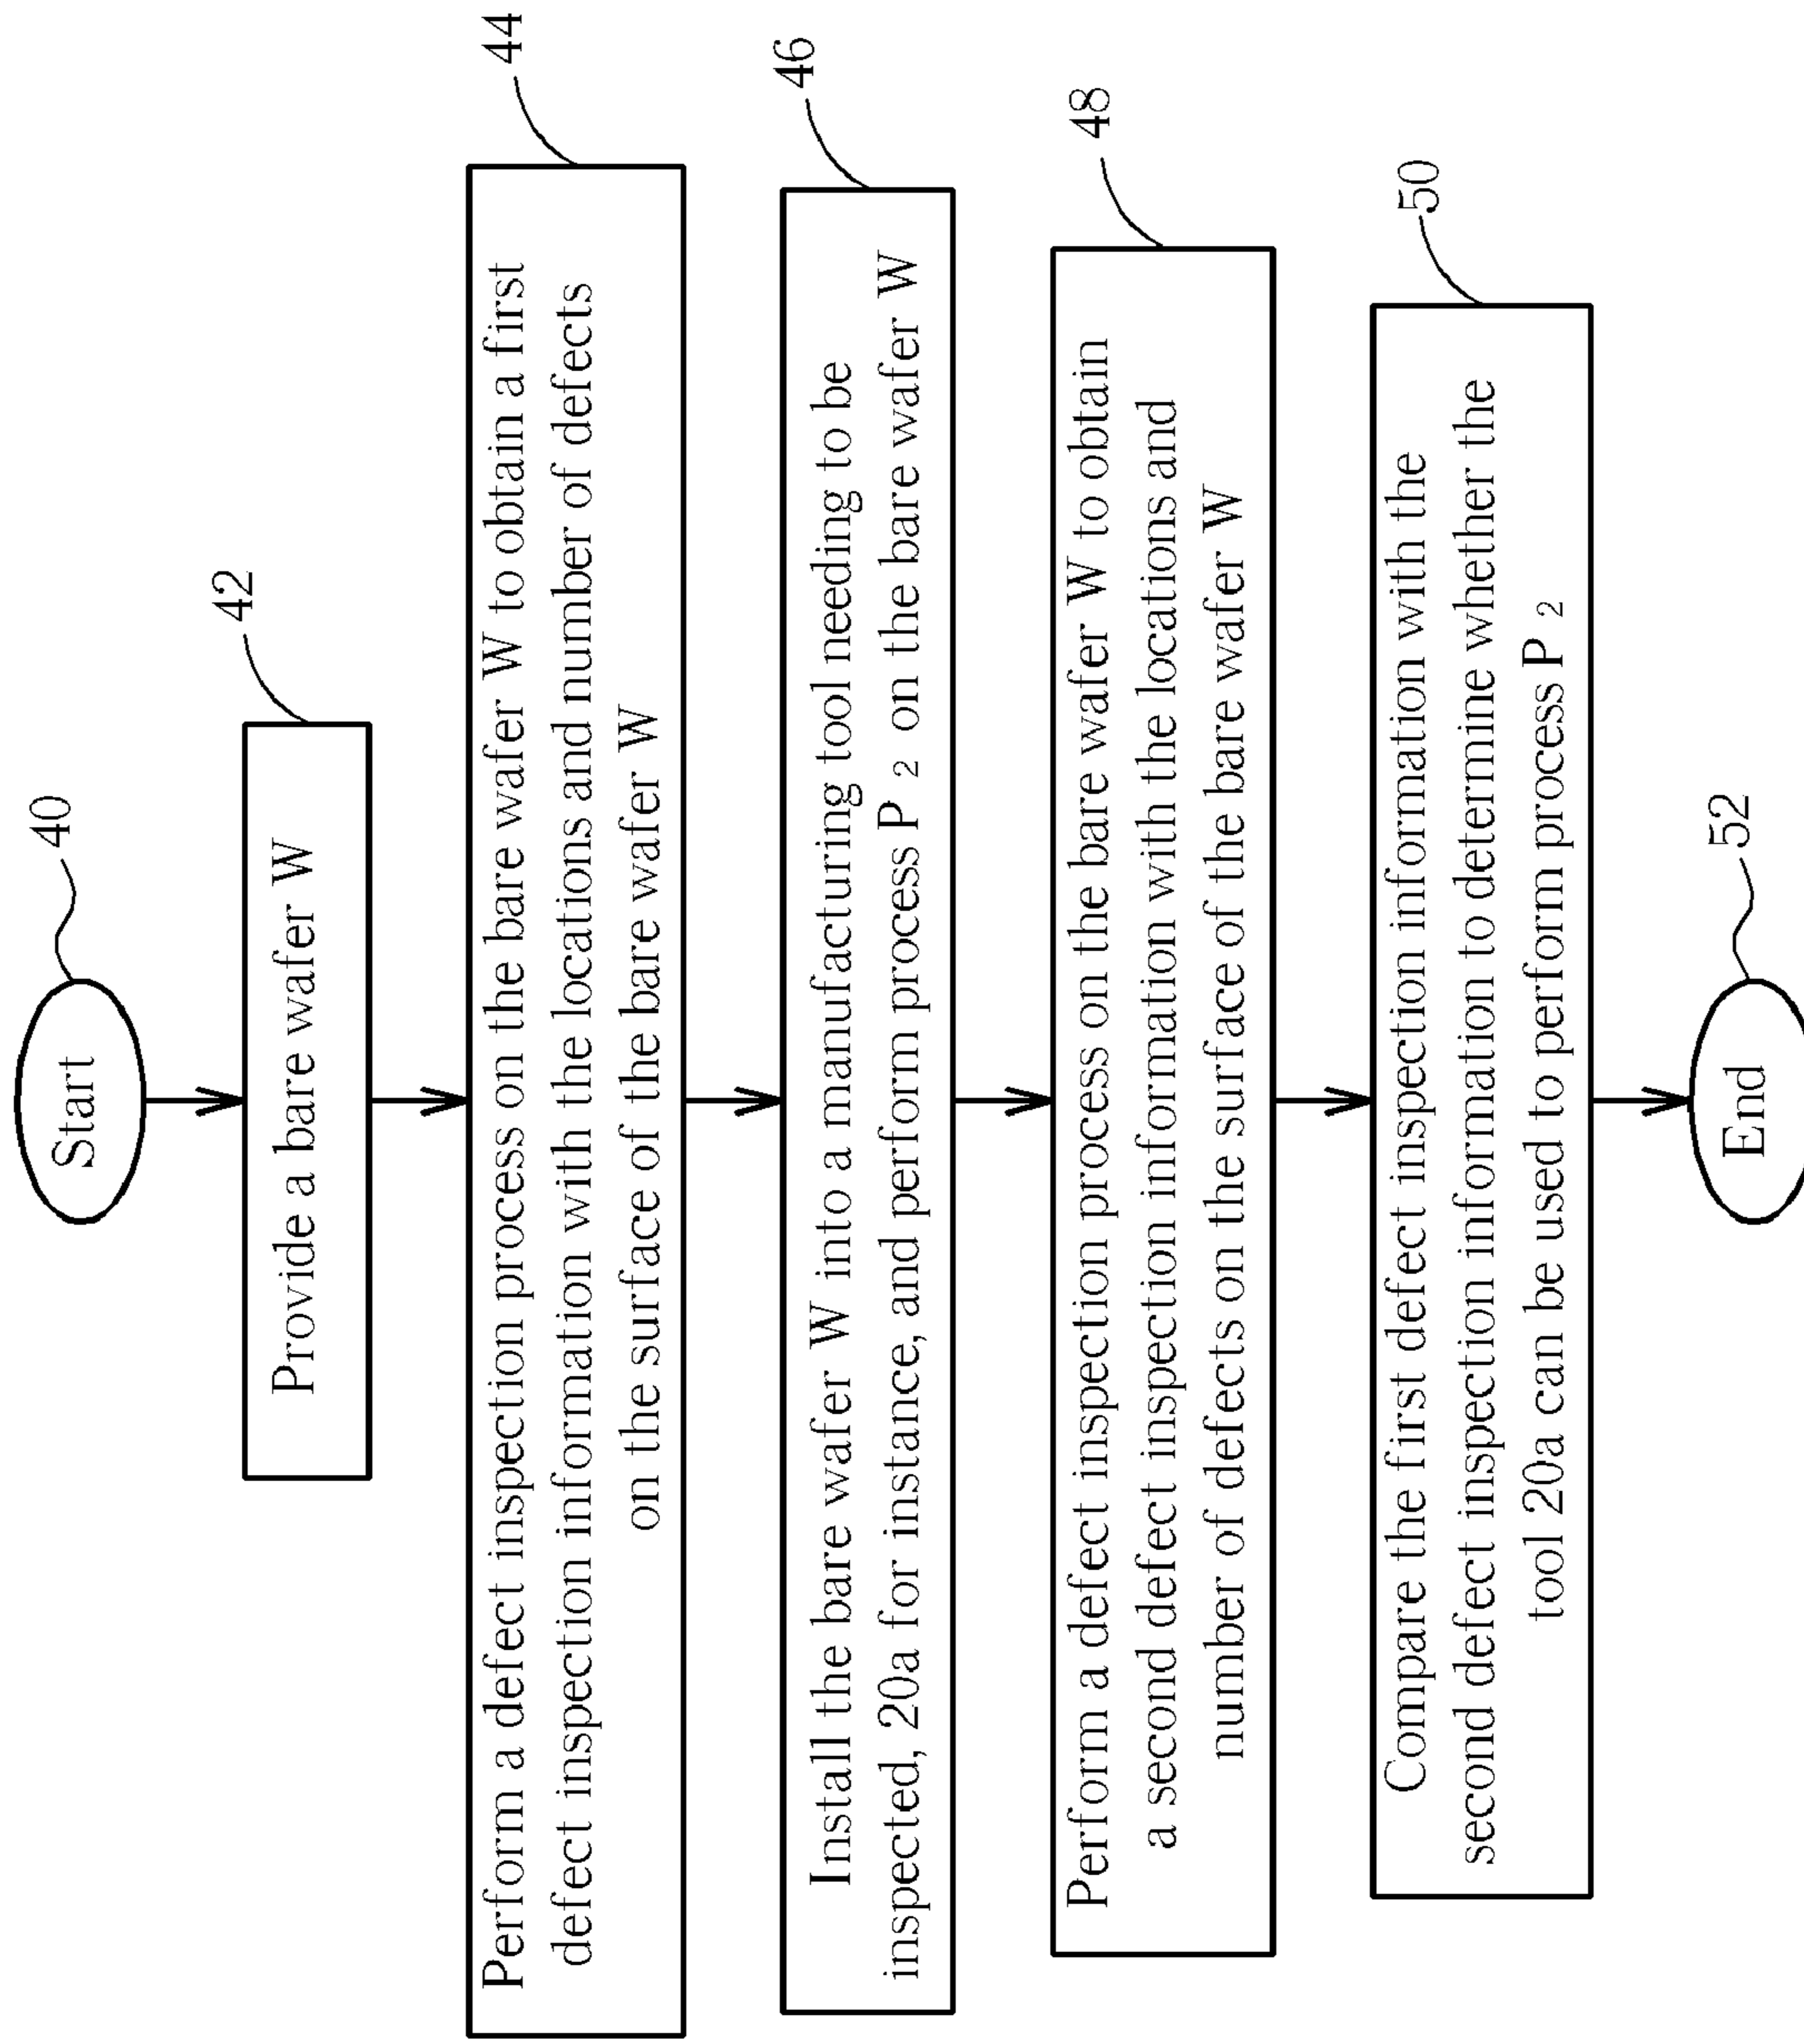 Start
40
Provide a bare wafer W
42
Perform a defect inspection process on the bare wafer W to obtain a first
defect inspection information with the locations and number of defects
on the surface of the bare wafer W
44
Install the bare wafer W into a manufacturing tool needing to be
inspected, 20a for instance, and perform process P 2 on the bare wafer W
46
Perform a defect inspection process on the bare wafer W to obtain
a second defect inspection information with the locations and
number of defects on the surface of the bare wafer W
48
Compare the first defect inspection information with the
second defect inspection information to determine whether the
tool 20a can be used to perform process P 2
50
End
52